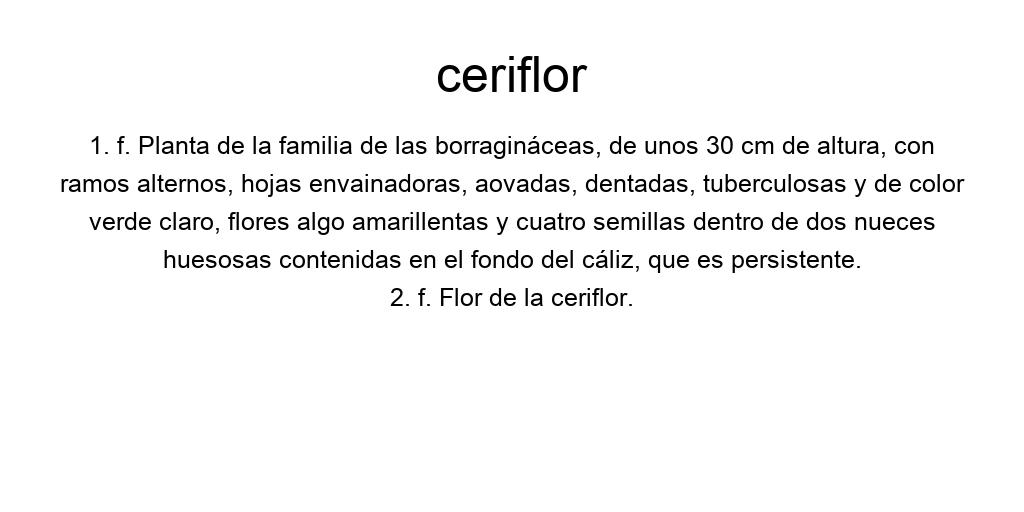 ceriflor
1. f. Planta de la familia de las borragináceas, de unos 30 cm de altura, con
ramos alternos, hojas envainadoras, aovadas, dentadas, tuberculosas y de color
verde claro, flores algo amarillentas y cuatro semillas dentro de dos nueces
huesosas contenidas en el fondo del cáliz, que es persistente.
2. f. Flor de la ceriflor.